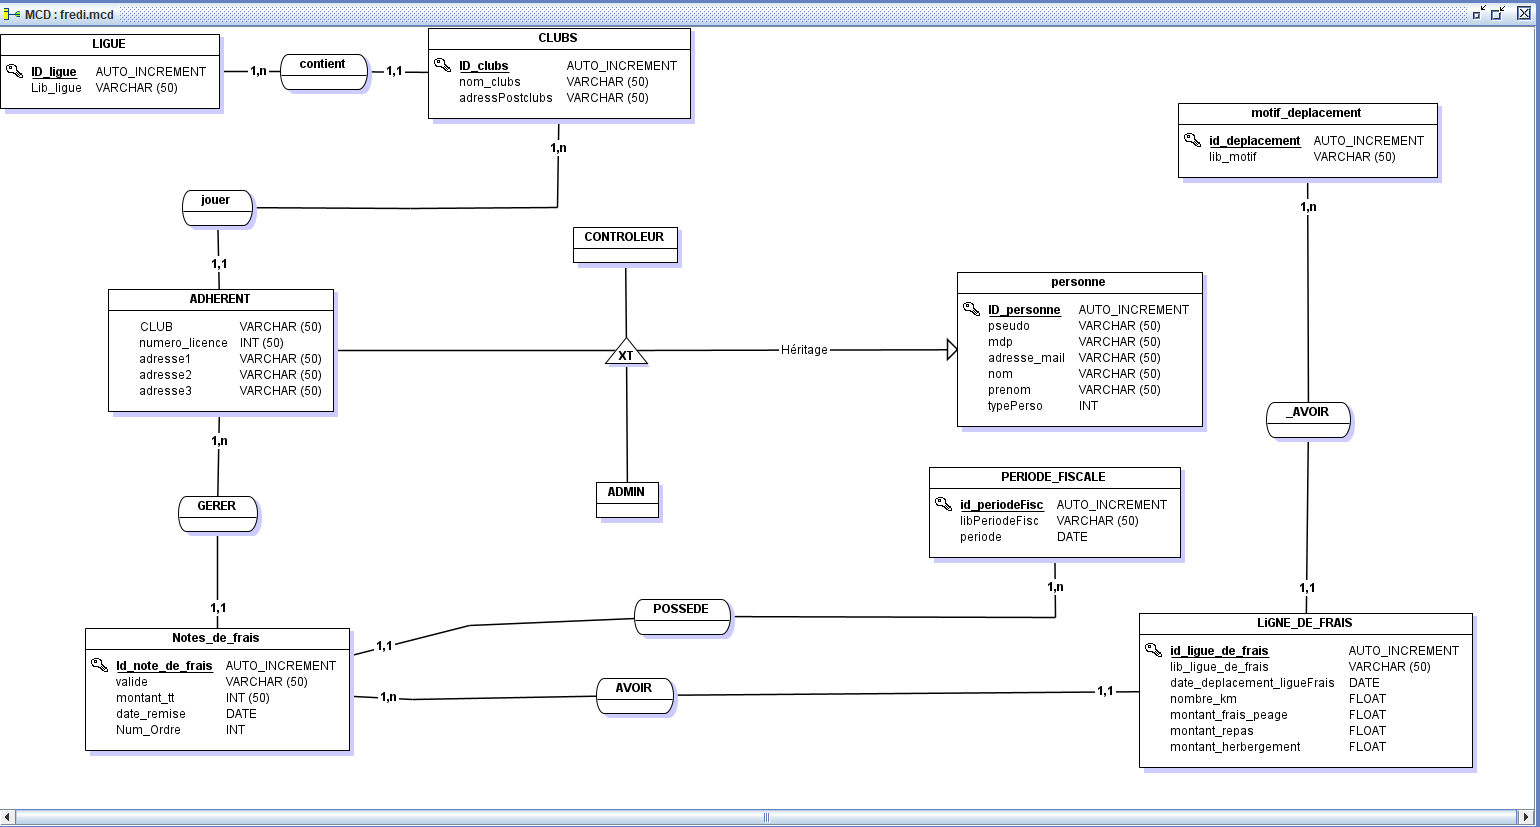 MCD : fredi.mcd
LIGUE
ID_ligue AUTO_INCREMENT
Lib_ligue VARCHAR (50)
1,n
contient
1,1
CLUBS
ID_clubs AUTO_INCREMENT
nom_clubs VARCHAR (50)
adressPostclubs VARCHAR (50)
1,n
jouer
1,1
motif_deplacement
id_deplacement AUTO_INCREMENT
lib_motif VARCHAR (50)
1,n
CONTROLEUR
ADHERENT
CLUB VARCHAR (50)
numero_licence INT (50)
adresse1 VARCHAR (50)
adresse2 VARCHAR (50)
adresse3 VARCHAR (50)
XT
Héritage
personne
ID_personne AUTO_INCREMENT
pseudo VARCHAR (50)
mdp VARCHAR (50)
adresse_mail VARCHAR (50)
nom VARCHAR (50)
prenom VARCHAR (50)
typePerso INT
_AVOIR
1,1
1,n
GERER
1,1
ADMIN
PERIODE_FISCALE
id_periodeFisc AUTO_INCREMENT
libPeriodeFisc VARCHAR (50)
periode DATE
1,n
POSSEDE
1,1
Notes_de_frais
Id_note_de_frais AUTO_INCREMENT
valide VARCHAR (50)
montant_tt INT (50)
date_remise DATE
Num_Ordre INT
1,n
AVOIR
1,1
LiGNE_DE_FRAIS
id_ligue_de_frais AUTO_INCREMENT
lib_ligue_de_frais VARCHAR (50)
date_deplacement_ligueFrais DATE
nombre_km FLOAT
montant_frais_peage FLOAT
montant_repas FLOAT
montant_herbergement FLOAT